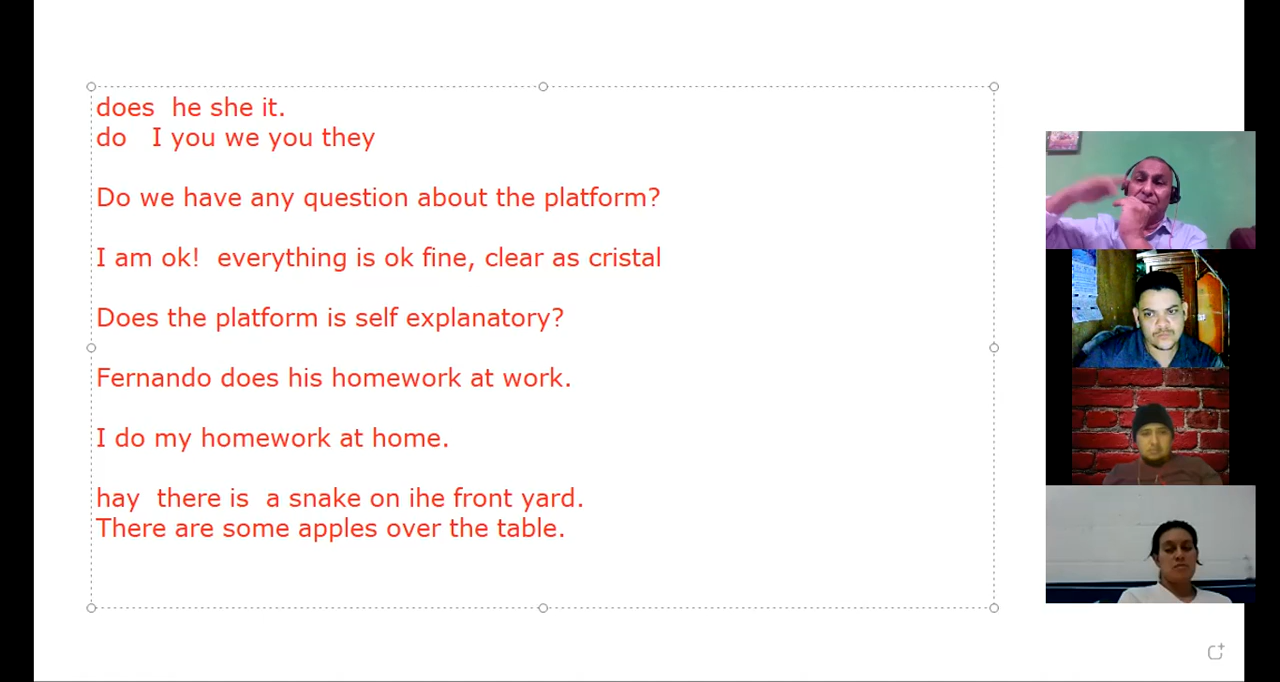 does he she it.
do I you we you they
Do we have any question about the platform?
I am ok! everything is ok fine, clear as cristal
Does the platform is self explanatory?
Fernando does his homework at work.
I do my homework at home.
hay there is a snake on ihe front yard.
There are some apples over the table.